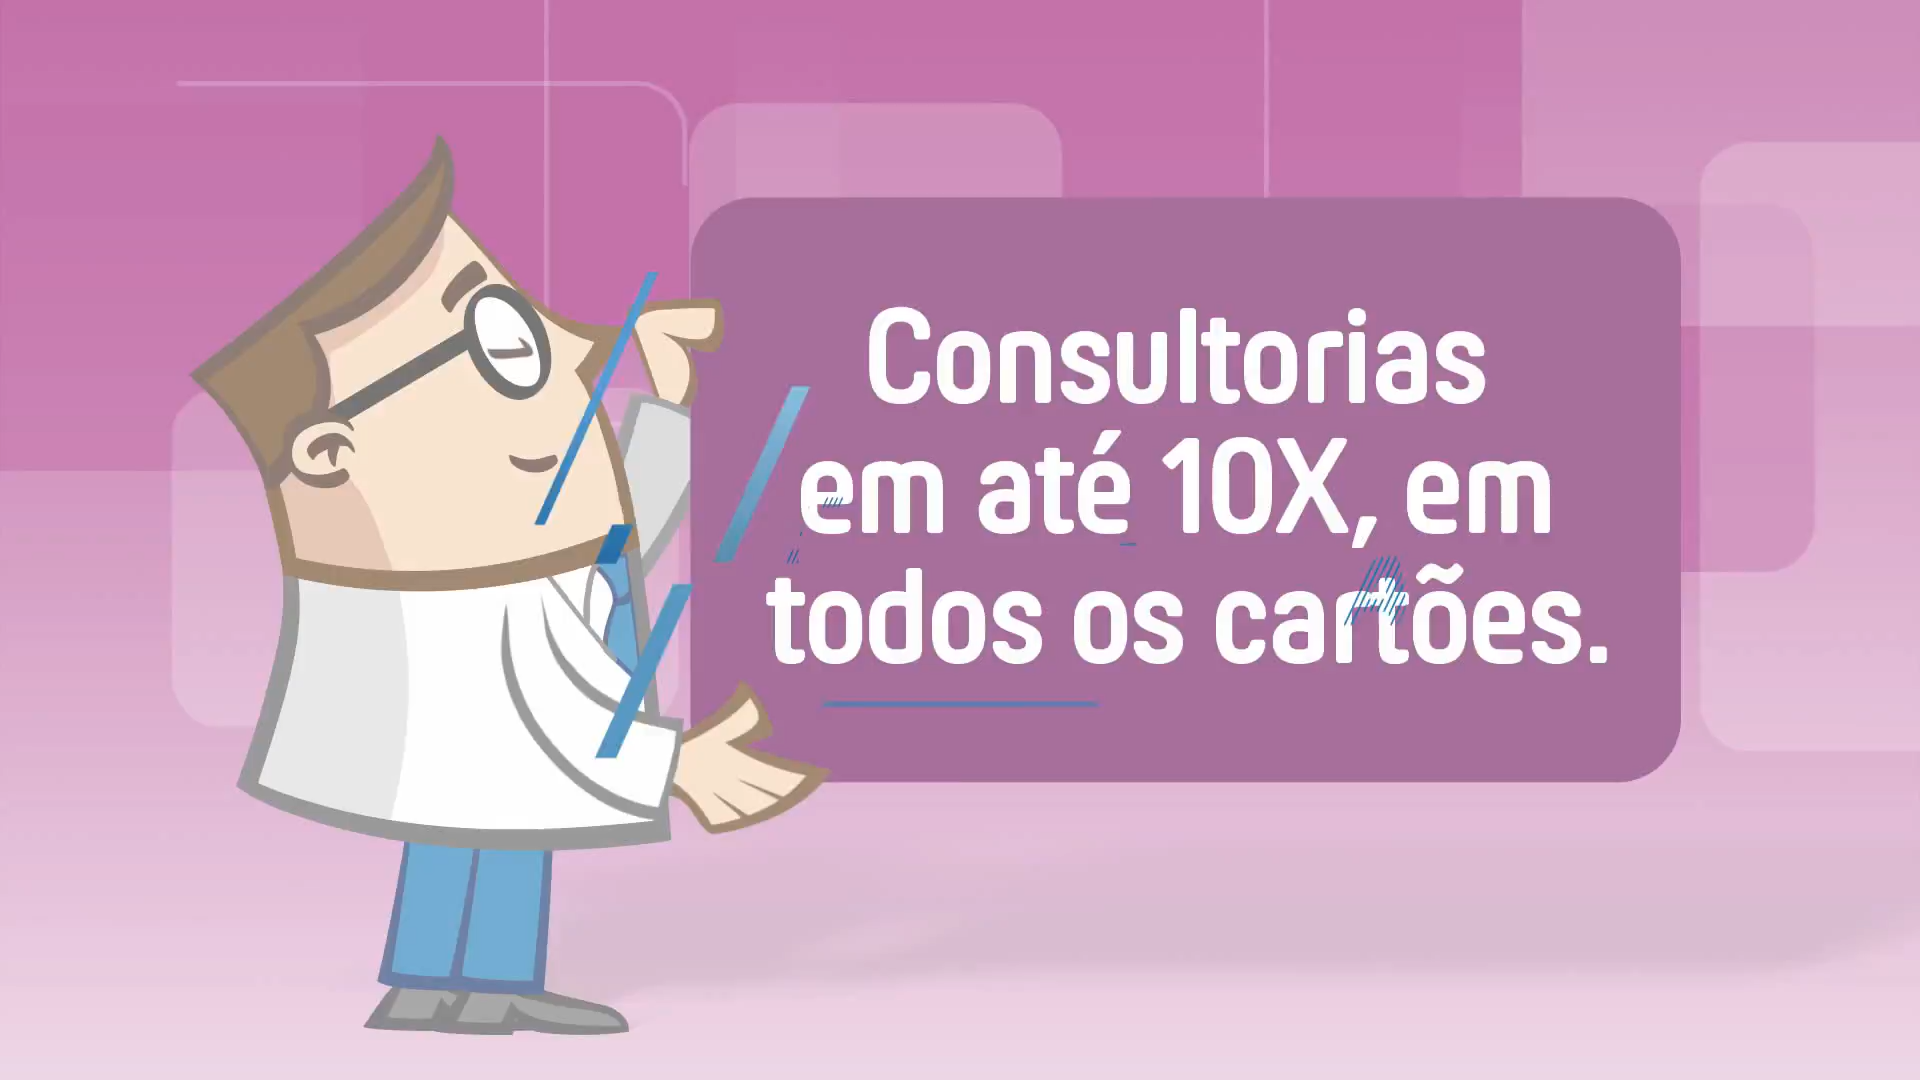 Consultorias
em até 10X, em
todos os cartões.